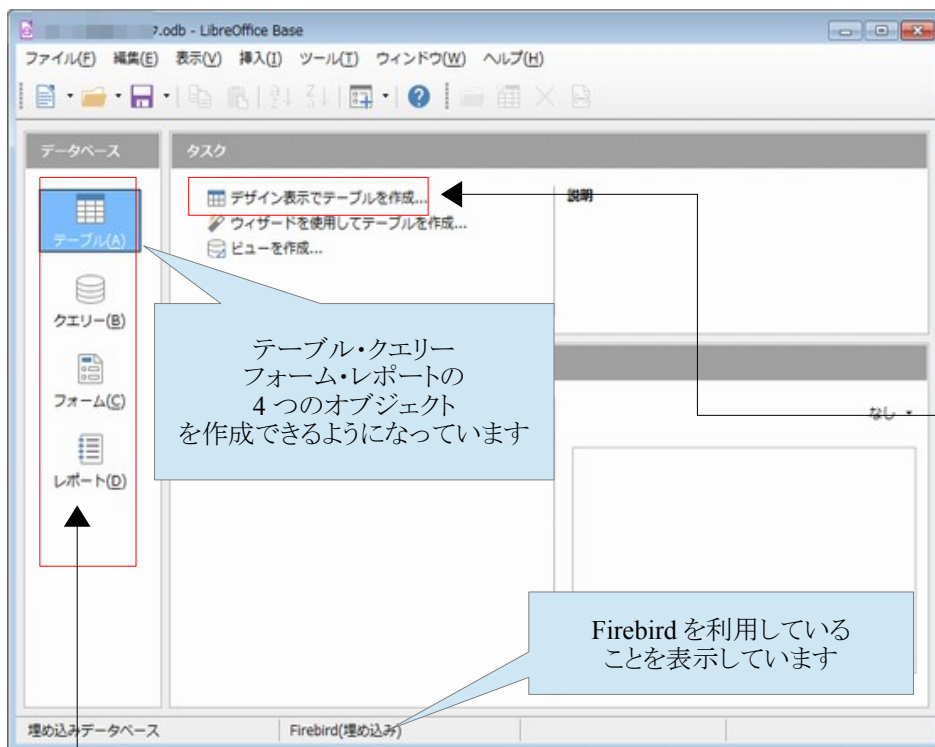 .odb - LibreOffice Base
ファイル(F) 編集(E) 表示(V) 挿入(I) ツール(T) ウィンドウ(W) ヘルプ(H)
データベース
タスク
テーブル(A)
クエリー(B)
フォーム(C)
レポート(D)
デザイン表示でテーブルを作成...
ウィザードを使用してテーブルを作成...
ビューを作成...
説明
テーブル・クエリー
フォーム・レポートの
4つのオブジェクト
を作成できるようになっています
なし
Firebirdを利用している
ことを表示しています
埋め込みデータベース
Firebird(埋め込み)